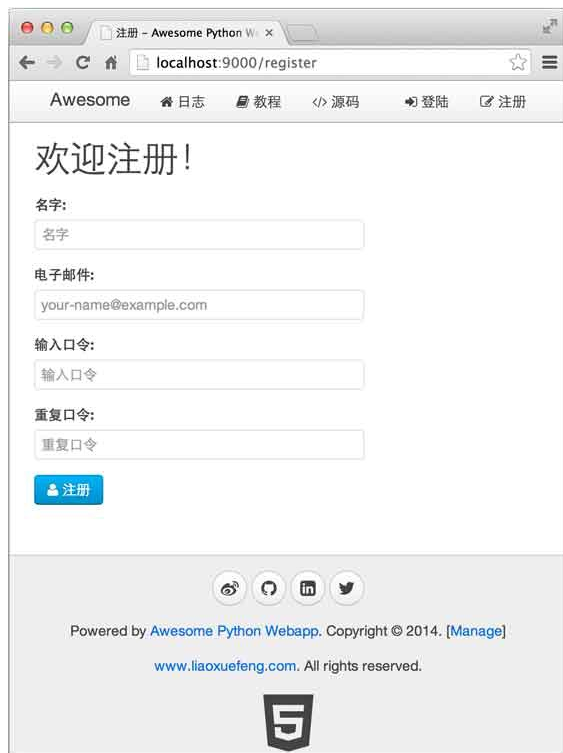 注册 – Awesome Python W
localhost:9000/register
Awesome 日志 教程 源码 登陆 注册
欢迎注册！
名字:
名字
电子邮件:
your-name@example.com
输入口令:
输入口令
重复口令:
重复口令
注册
Powered by Awesome Python Webapp. Copyright © 2014. [Manage]
www.liaoxuefeng.com. All rights reserved.